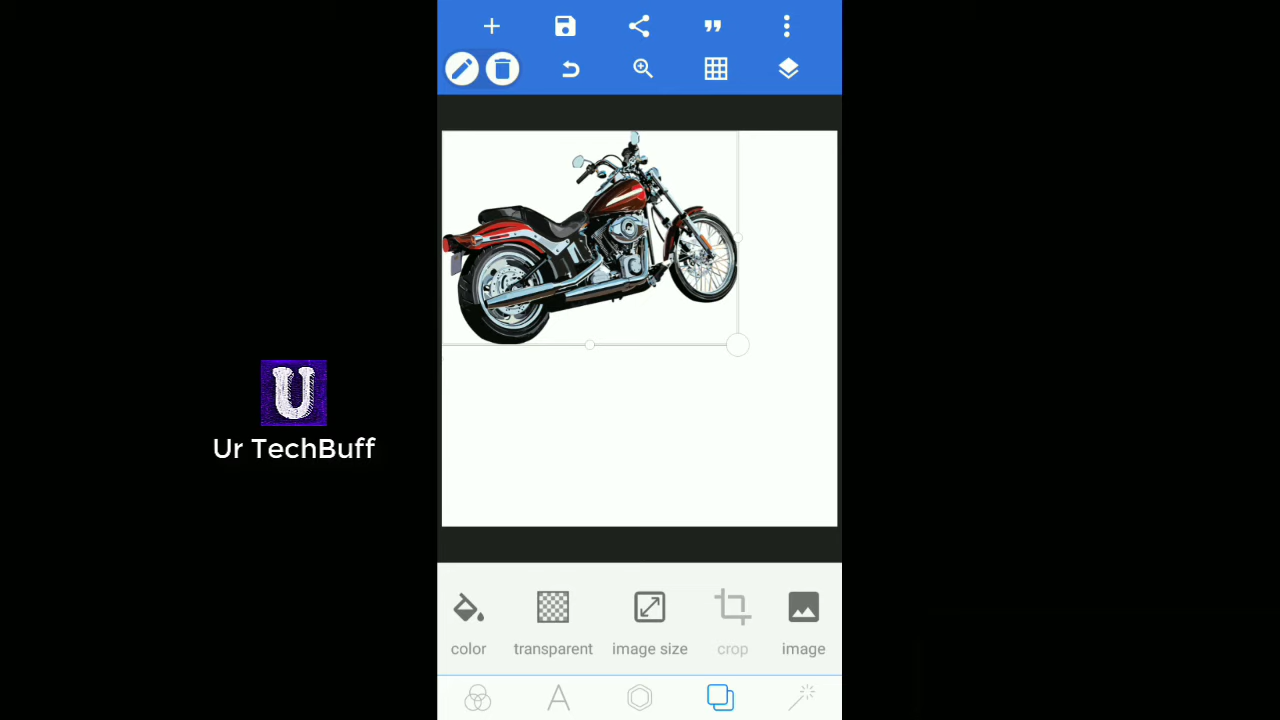 U
Ur TechBuff
color
transparent
image size
crop
image
A